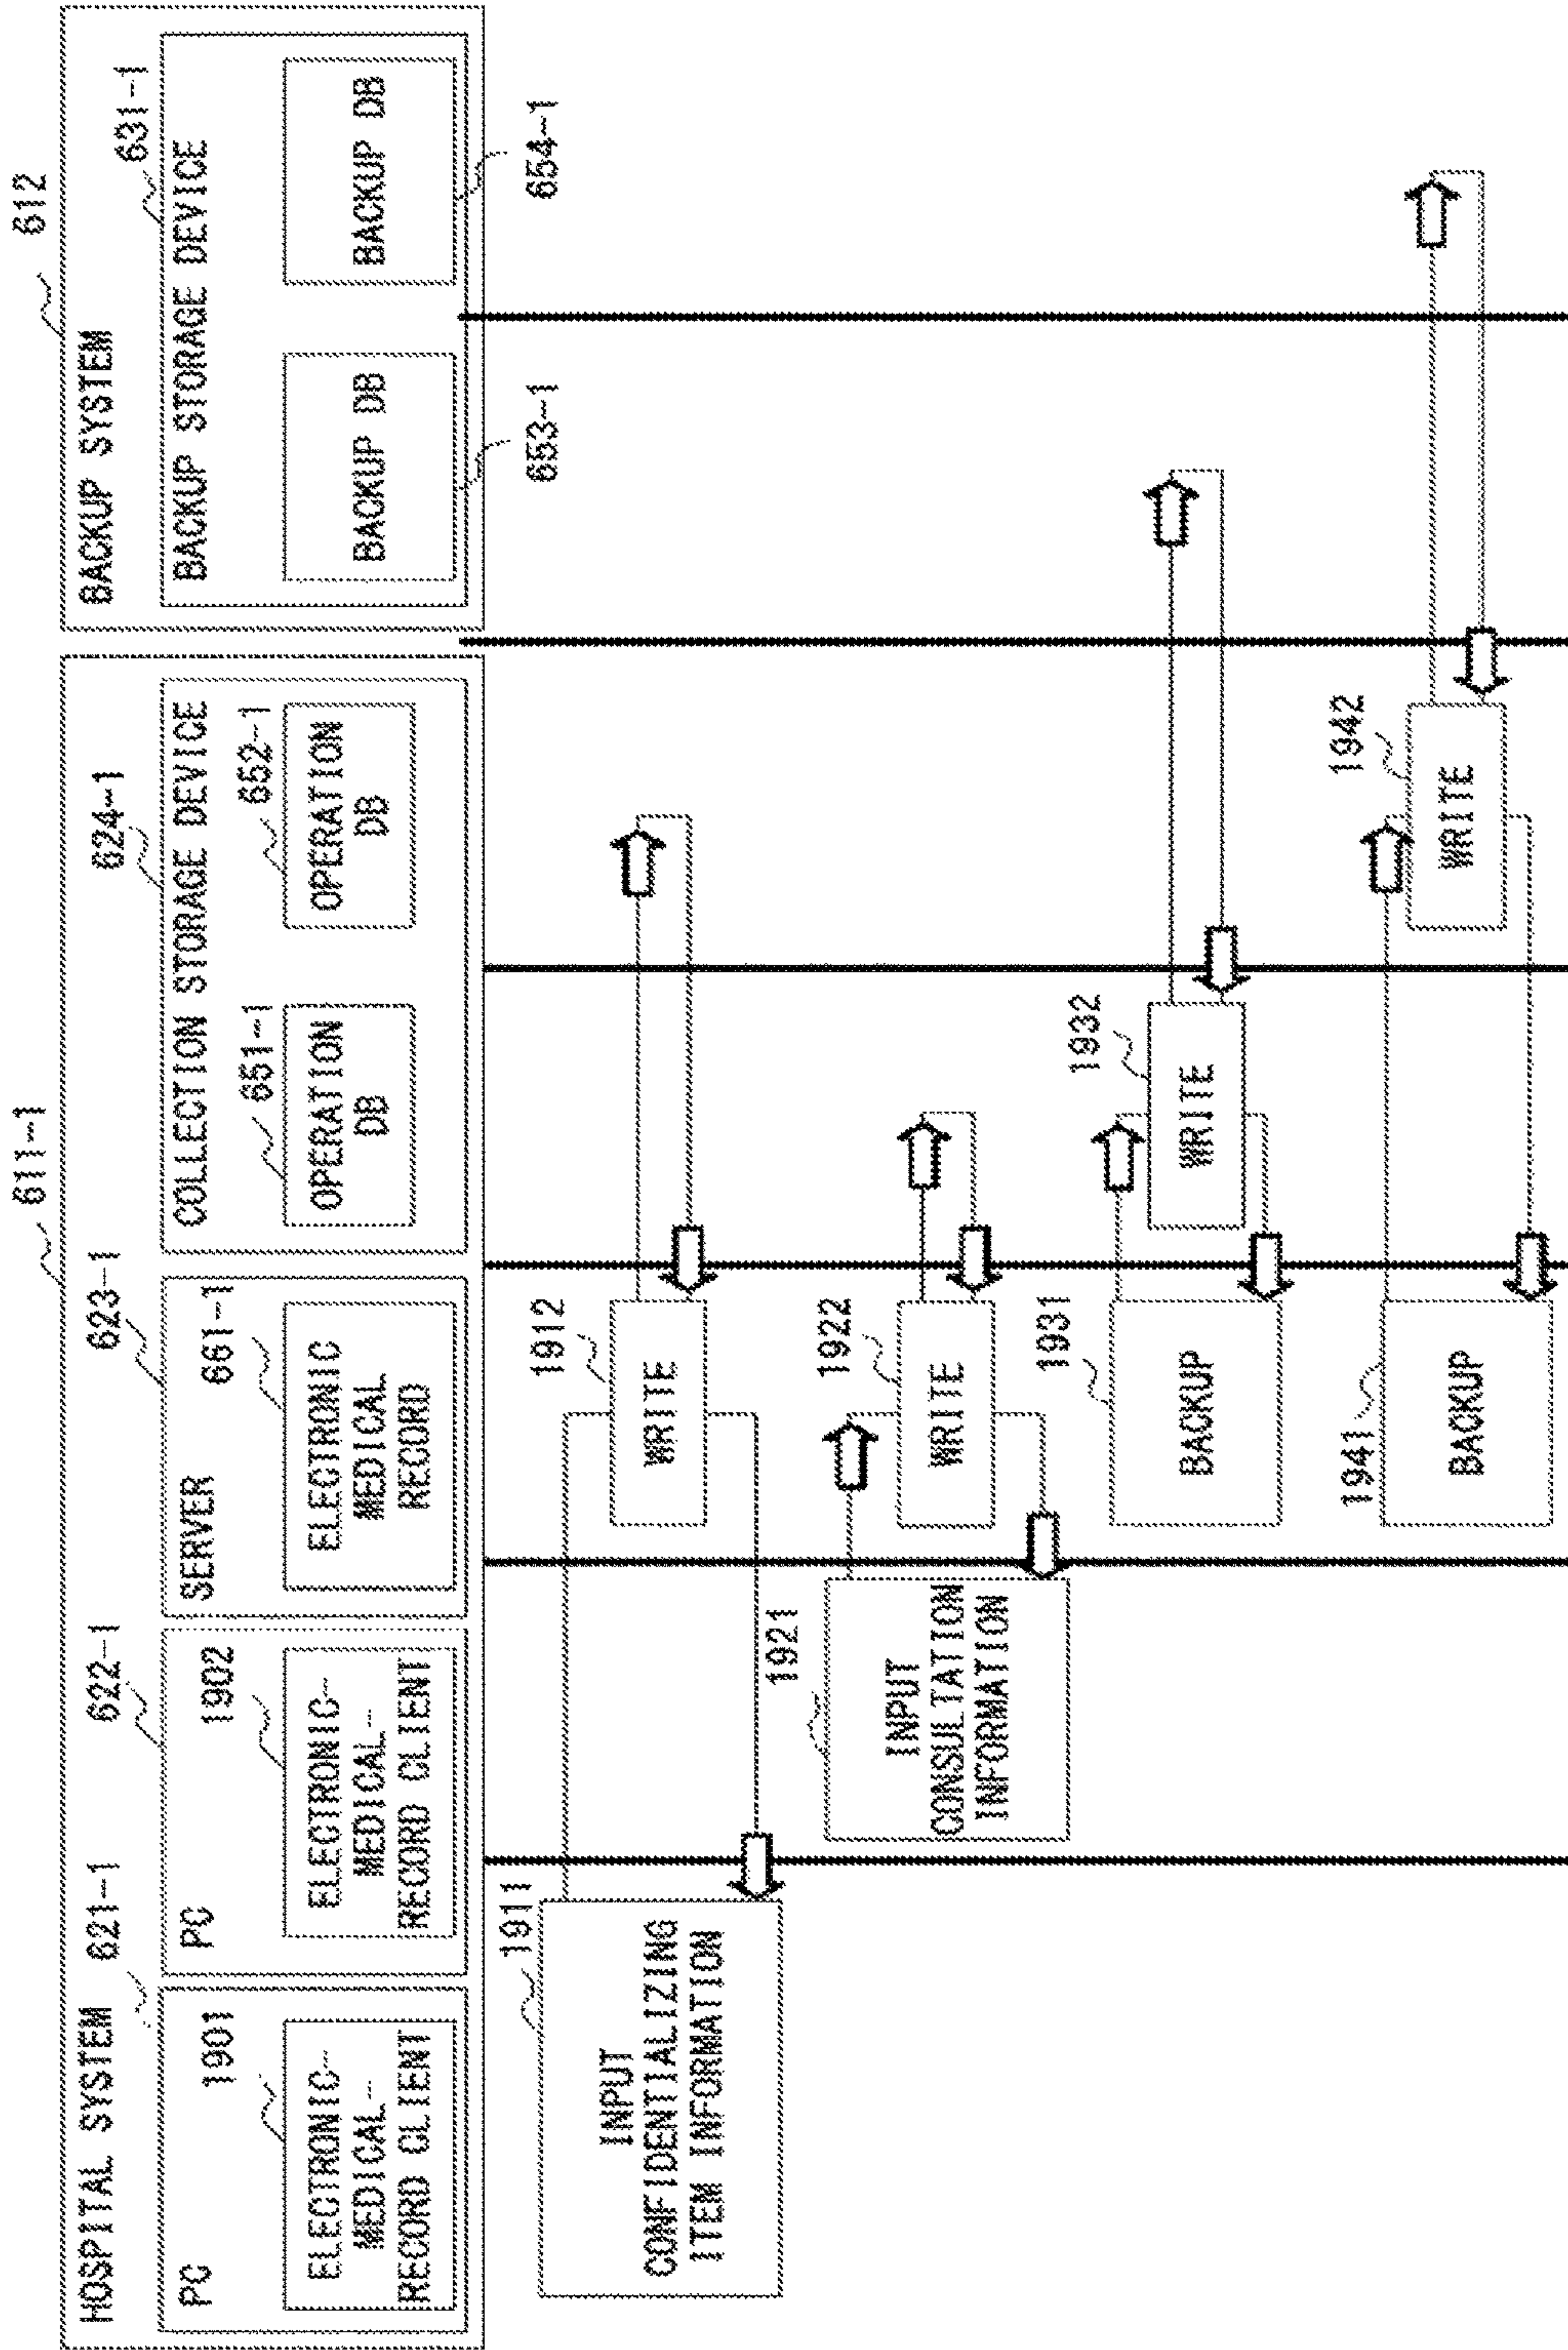 611-1
612
HOSPITAL SYSTEM
621-1
622-1
623-1
624-1
BACKUP SYSTEM
631-1
PC
1901
ELECTRONIC-
MEDICAL-
RECORD CLIENT
PC
1902
ELECTRONIC-
MEDICAL-
RECORD CLIENT
SERVER
661-1
ELECTRONIC
MEDICAL
RECORD
COLLECTION STORAGE DEVICE
651-1
OPERATION
DB
652-1
OPERATION
DB
BACKUP STORAGE DEVICE
BACKUP DB
BACKUP DB
653-1
654-1
1911
INPUT
CONFIDENTIALIZING
ITEM INFORMATION
1912
WRITE
1921
INPUT
CONSULTATION
INFORMATION
1922
WRITE
1931
BACKUP
1932
WRITE
1941
BACKUP
1942
WRITE